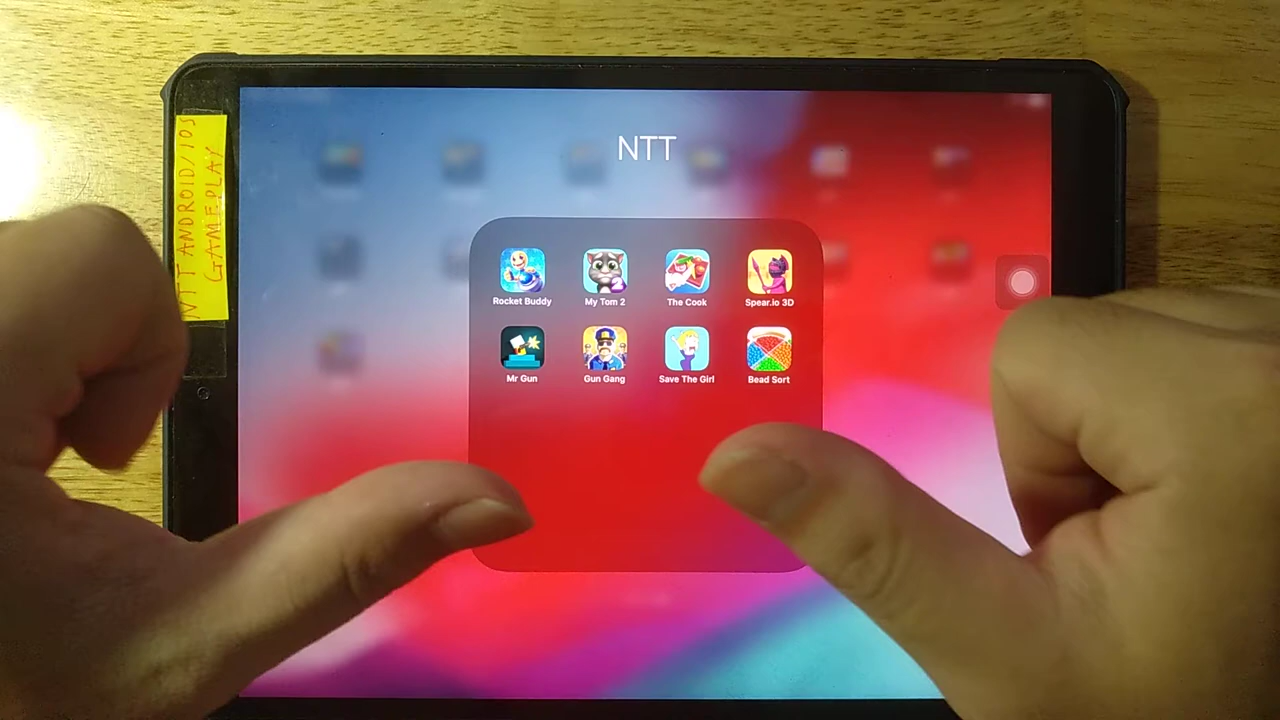 NTT ANDROID/IOS
GAMEPLAY
NTT
Rocket Buddy
My Tom 2
The Cook
Spear.io 3D
Mr Gun
Gun Gang
Save The Girl
Bead Sort